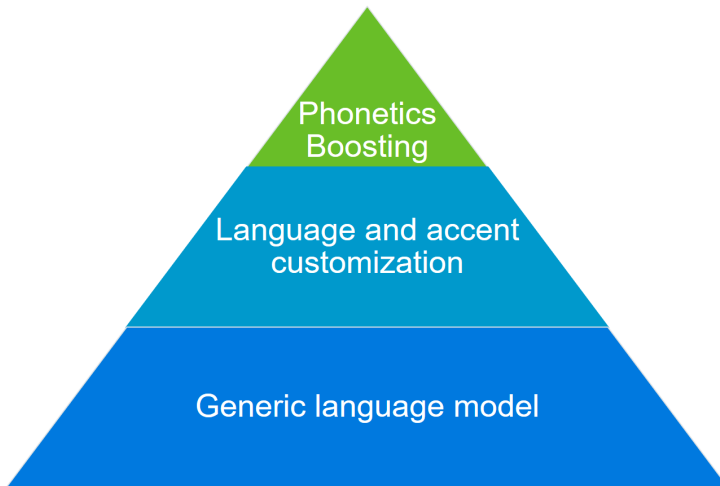 Phonetics
Boosting
Language and accent
customization
Generic language model